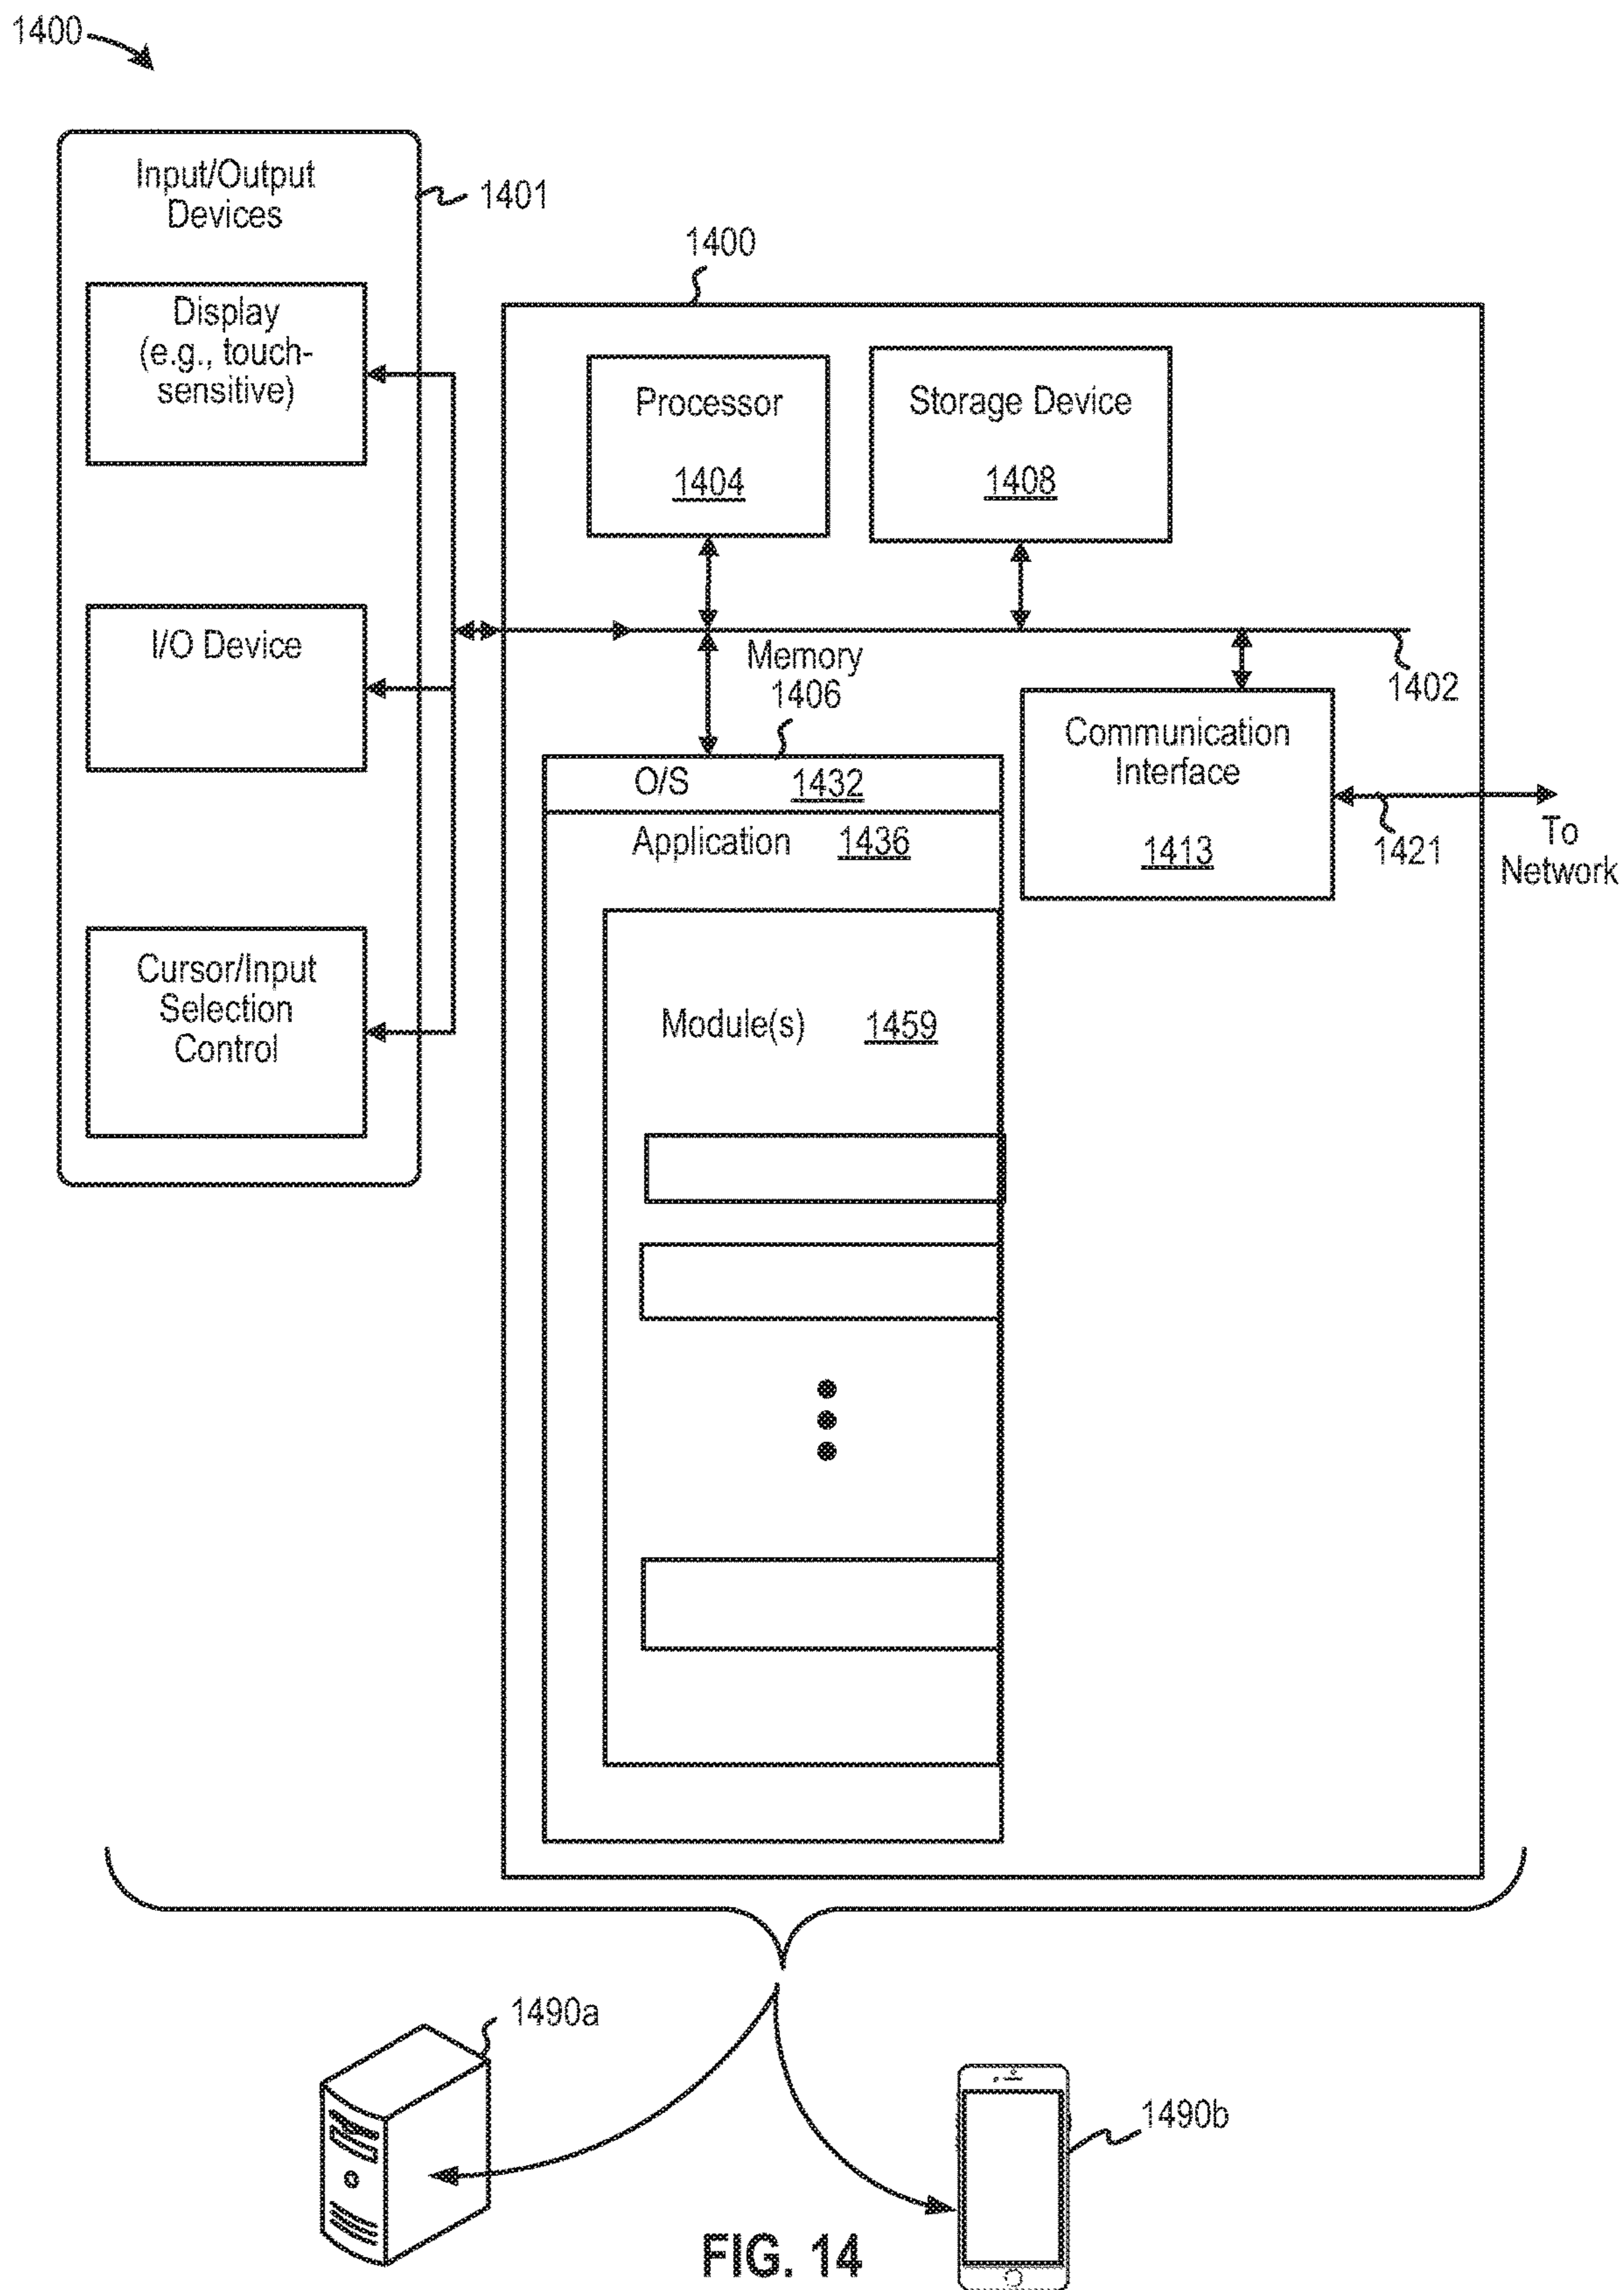 1400
Input/Output
Devices
1401
Display
(e.g., touch-
sensitive)
I/O Device
Cursor/Input
Selection
Control
1400
Processor
1404
Storage Device
1408
1402
Memory
1406
O/S 1432
Application 1436
Module(s) 1459
Communication
Interface
1413
1421
To
Network
1490a
1490b
FIG. 14